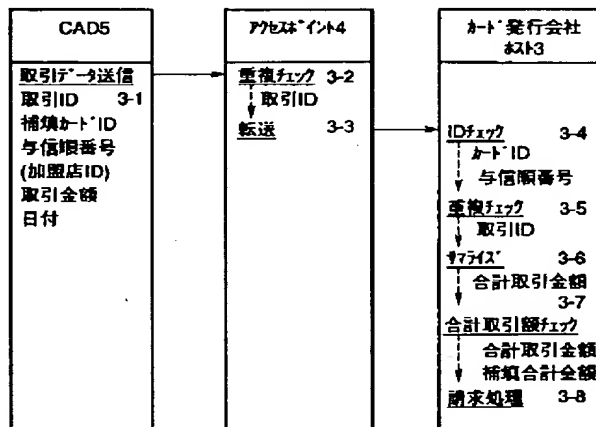 CAD5
取引データ送信
取引ID 3-1
補填カードID
与信順番号
(加盟店ID)
取引金額
日付
アクセスポイント4
重複チェック 3-2
取引ID
転送 3-3
カード発行会社
ホスト3
IDチェック 3-4
カードID
与信順番号
重複チェック 3-5
取引ID
サマライズ 3-6
合計取引金額
3-7
合計取引額チェック
合計取引金額
補填合計金額
請求処理 3-8